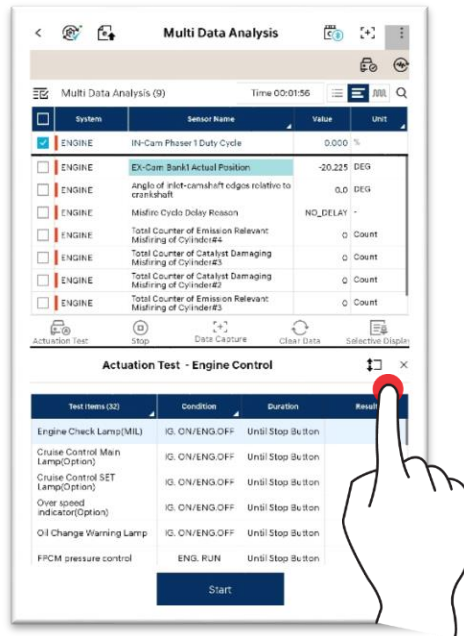 Multi Data Analysis
Multi Data Analysis (9) Time 00:01:56
System Sensor Name Value Unit
ENGINE IN-Cam Phaser 1 Duty Cycle 0.000 %
ENGINE EX-Cam Bank1 Actual Position -20.225 DEG
ENGINE Angle of inlet-camshaft edges relative to 0.0 DEG
crankshaft
ENGINE Misfire Cycle Delay Reason NO_DELAY -
ENGINE Total Counter of Emission Relevant 0 Count
Misfiring of Cylinder#4
ENGINE Total Counter of Catalyst Damaging 0 Count
Misfiring of Cylinder#3
ENGINE Total Counter of Catalyst Damaging 0 Count
Misfiring of Cylinder#2
ENGINE Total Counter of Emission Relevant 0 Count
Misfiring of Cylinder#3
Actuation Test Stop Data Capture Clear Data Selective Display
Actuation Test - Engine Control
Test Items (32) Condition Duration Result
Engine Check Lamp(MIL) IG. ON/ENG.OFF Until Stop Button
Cruise Control Main IG. ON/ENG.OFF Until Stop Button
Lamp(Option)
Cruise Control SET IG. ON/ENG.OFF Until Stop Button
Lamp(Option)
Over speed IG. ON/ENG.OFF Until Stop Button
indicator(Option)
Oil Change Warning Lamp IG. ON/ENG.OFF Until Stop Button
FPCM pressure control ENG. RUN Until Stop Button
Start